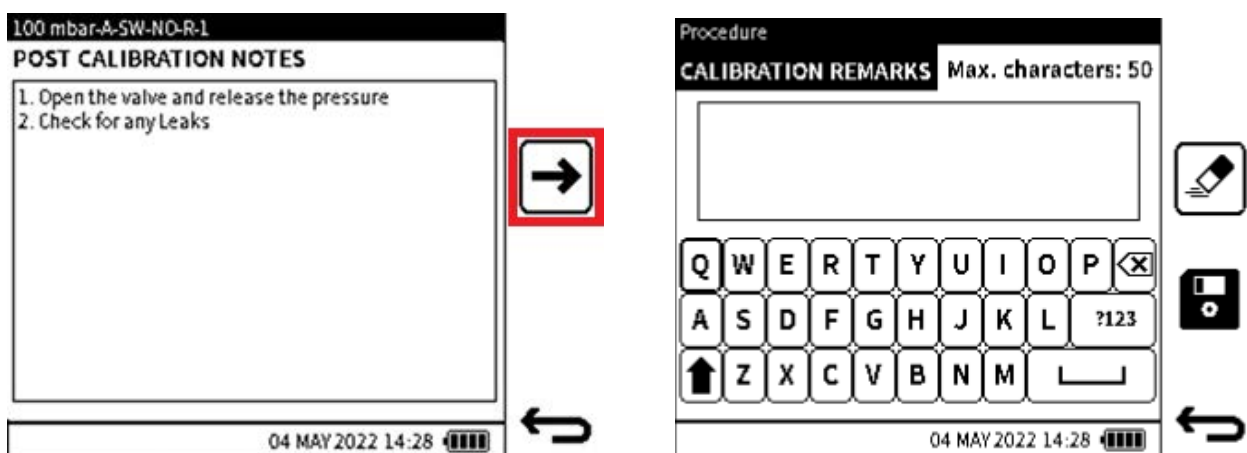 100 mbar-A-SW-NO-R-1
POST CALIBRATION NOTES
1. Open the valve and release the pressure
2. Check for any Leaks
04 MAY 2022 14:28
Procedure
CALIBRATION REMARKS Max. characters: 50
Q W E R T Y U I O P
A S D F G H J K L ?123
Z X C V B N M
04 MAY 2022 14:28